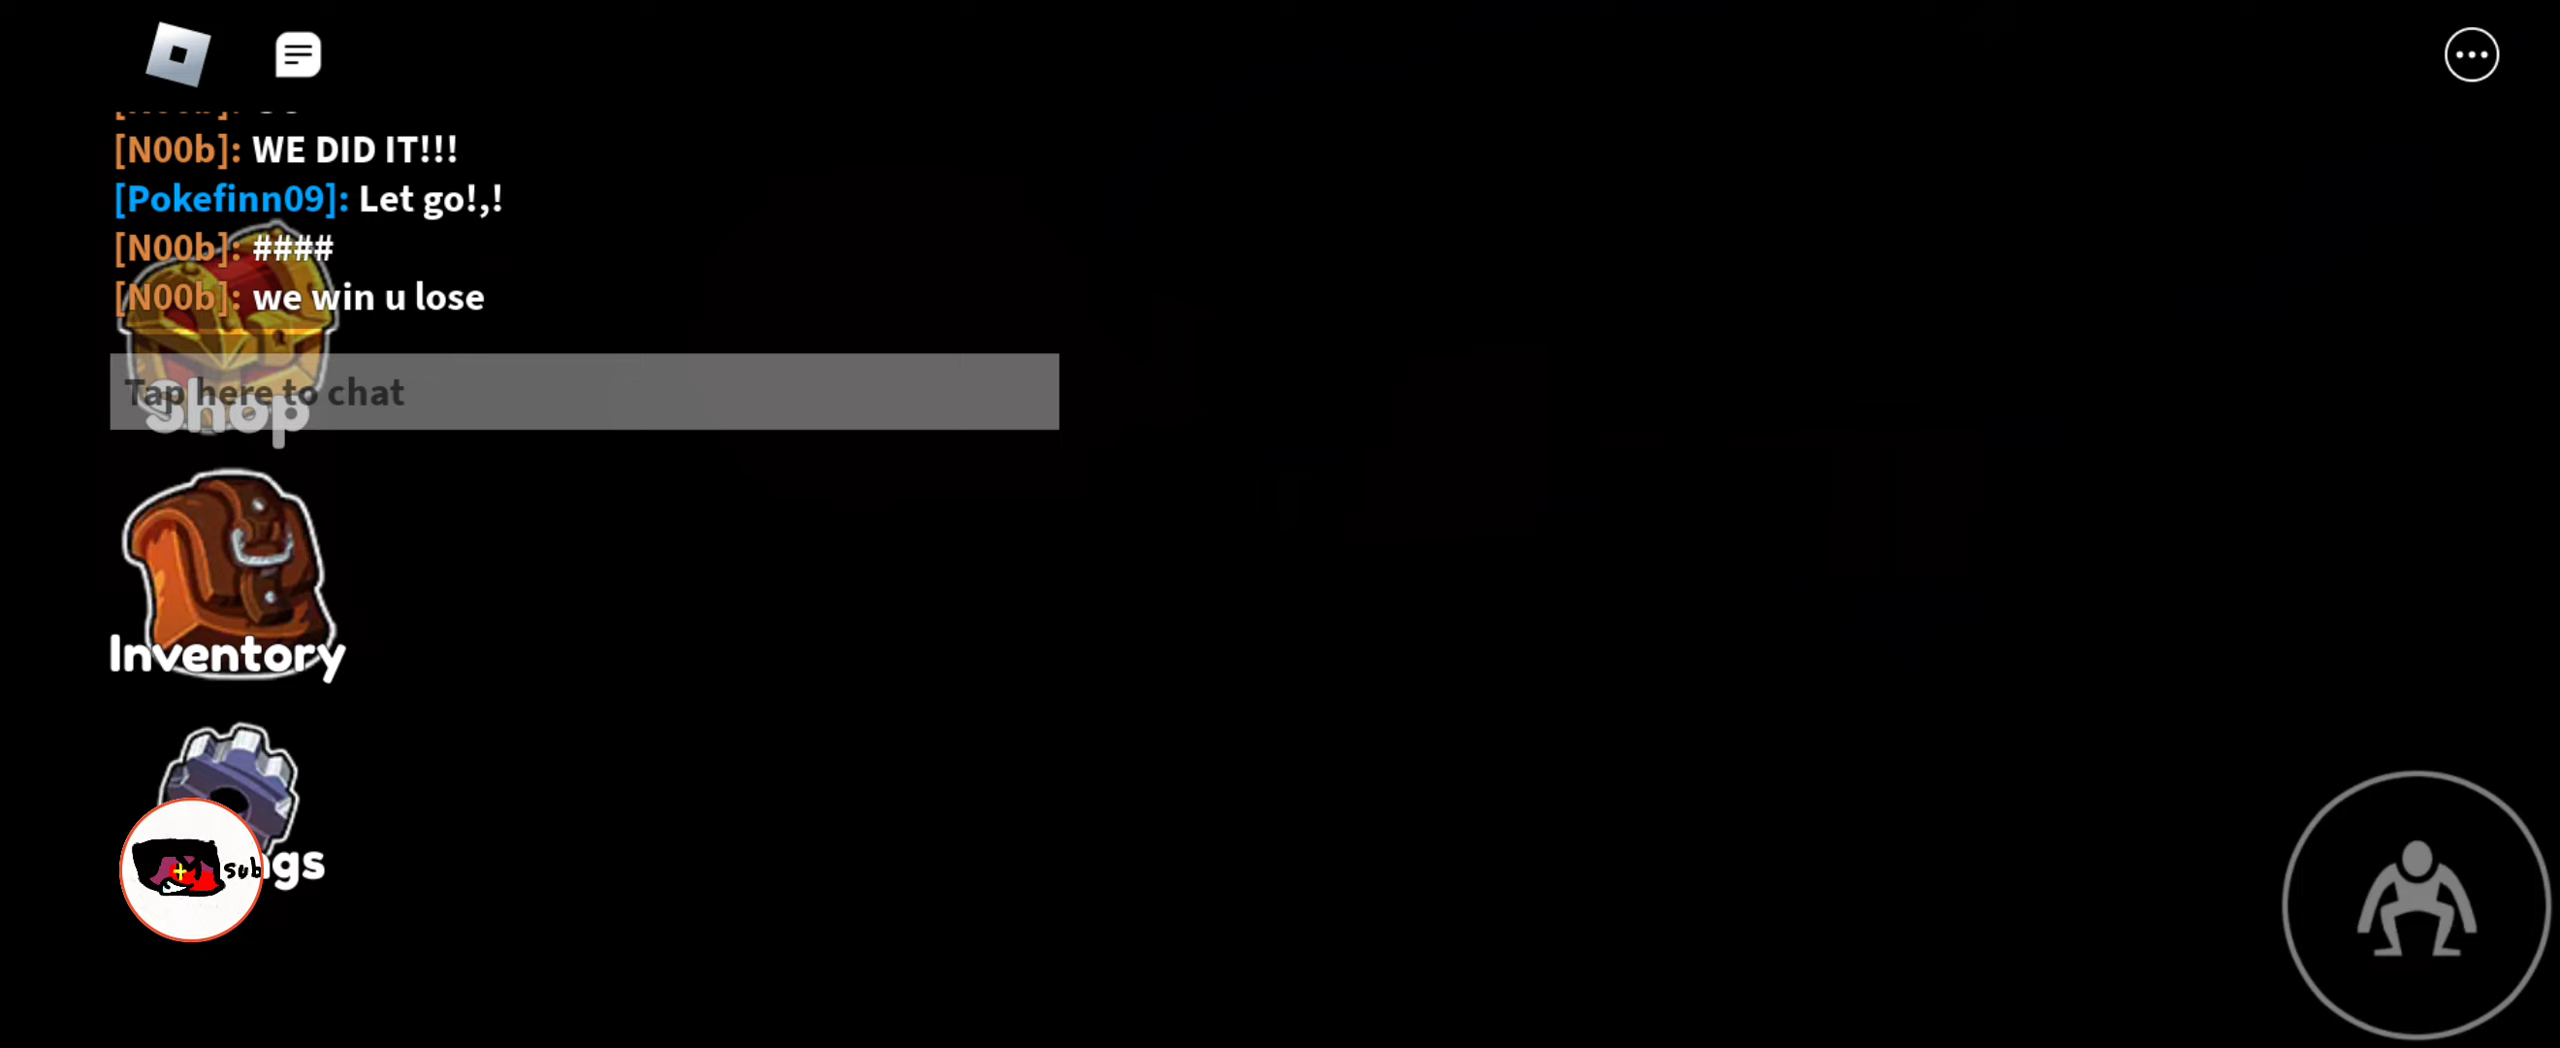 [N00b]: WE DID IT!!!
[Pokefinn09]: Let go!,!
[N00b]: ####
[N00b]: we win u lose
Tap here to chat
Shop
Inventory
sub